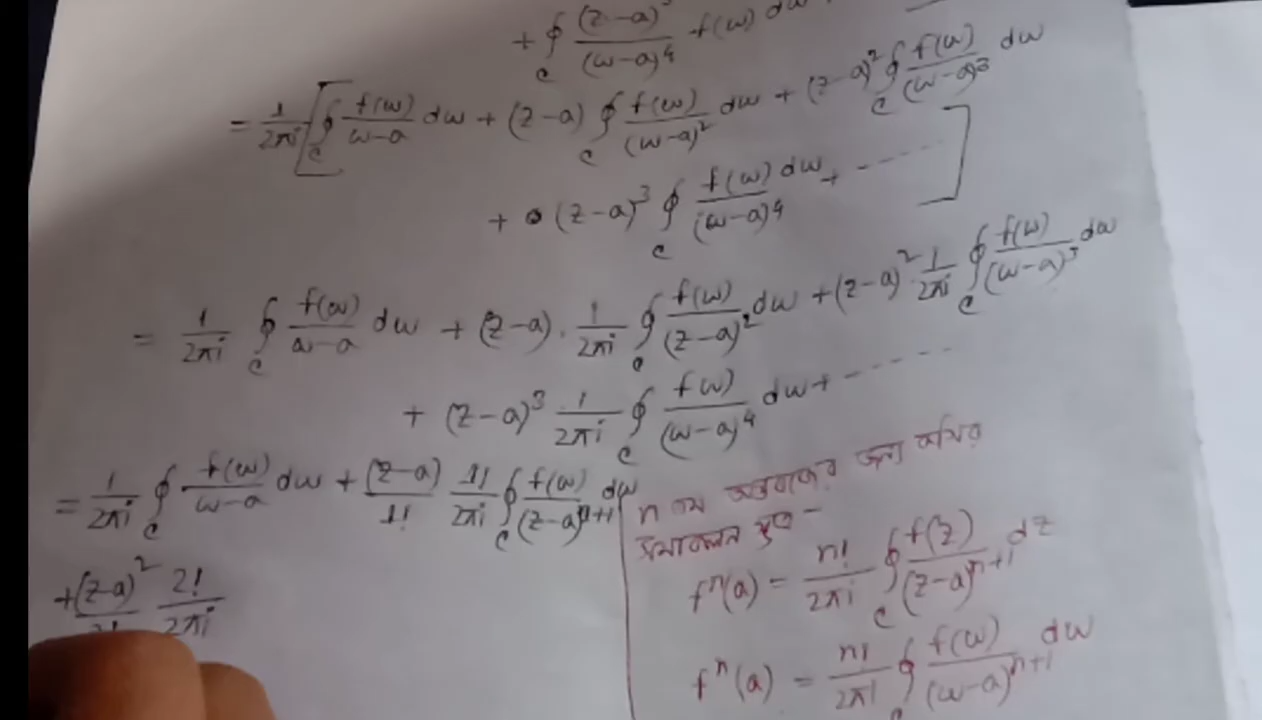 + ∮_c (z-a)³/(w-a)⁴ f(w) dw
= 1/2πi [∮_c f(w)/(w-a) dw + (z-a) ∮_c f(w)/(w-a)² dw + (z-a)² ∮_c f(w)/(w-a)³ dw
+ (z-a)³ ∮_c f(w)/(w-a)⁴ dw + ------ ]
= 1/2πi ∮_c f(w)/(w-a) dw + (z-a). 1/2πi ∮_c f(w)/(z-a)² dw + (z-a)². 1/2πi ∮_c f(w)/(w-a)³ dw
+ (z-a)³ 1/2πi ∮_c f(w)/(w-a)⁴ dw + ------
= 1/2πi ∮_c f(w)/(w-a) dw + (z-a)/1! 1!/2πi ∮_c f(w)/(z-a)ⁿ⁺¹ dw
+ (z-a)²/2! 2!/2πi
n তম অন্তরজের জন্য কচির
সমাকলন সূত্র -
fⁿ(a) = n!/2πi ∮_c f(z)/(z-a)ⁿ⁺¹ dz
fⁿ(a) = n!/2πi ∮_c f(w)/(w-a)ⁿ⁺¹ dw